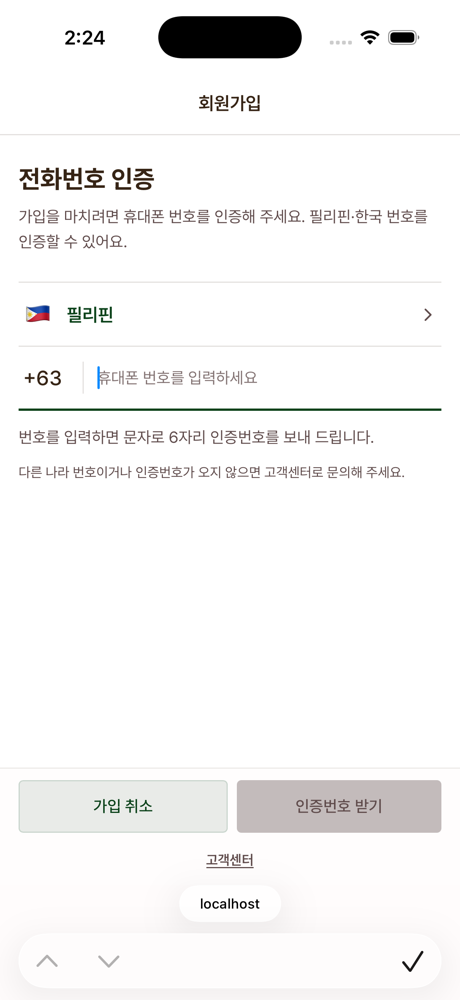 2:24
회원가입
전화번호 인증
가입을 마치려면 휴대폰 번호를 인증해 주세요. 필리핀·한국 번호를
인증할 수 있어요.
필리핀
+63
휴대폰 번호를 입력하세요
번호를 입력하면 문자로 6자리 인증번호를 보내 드립니다.
다른 나라 번호이거나 인증번호가 오지 않으면 고객센터로 문의해 주세요.
가입 취소
인증번호 받기
고객센터
localhost